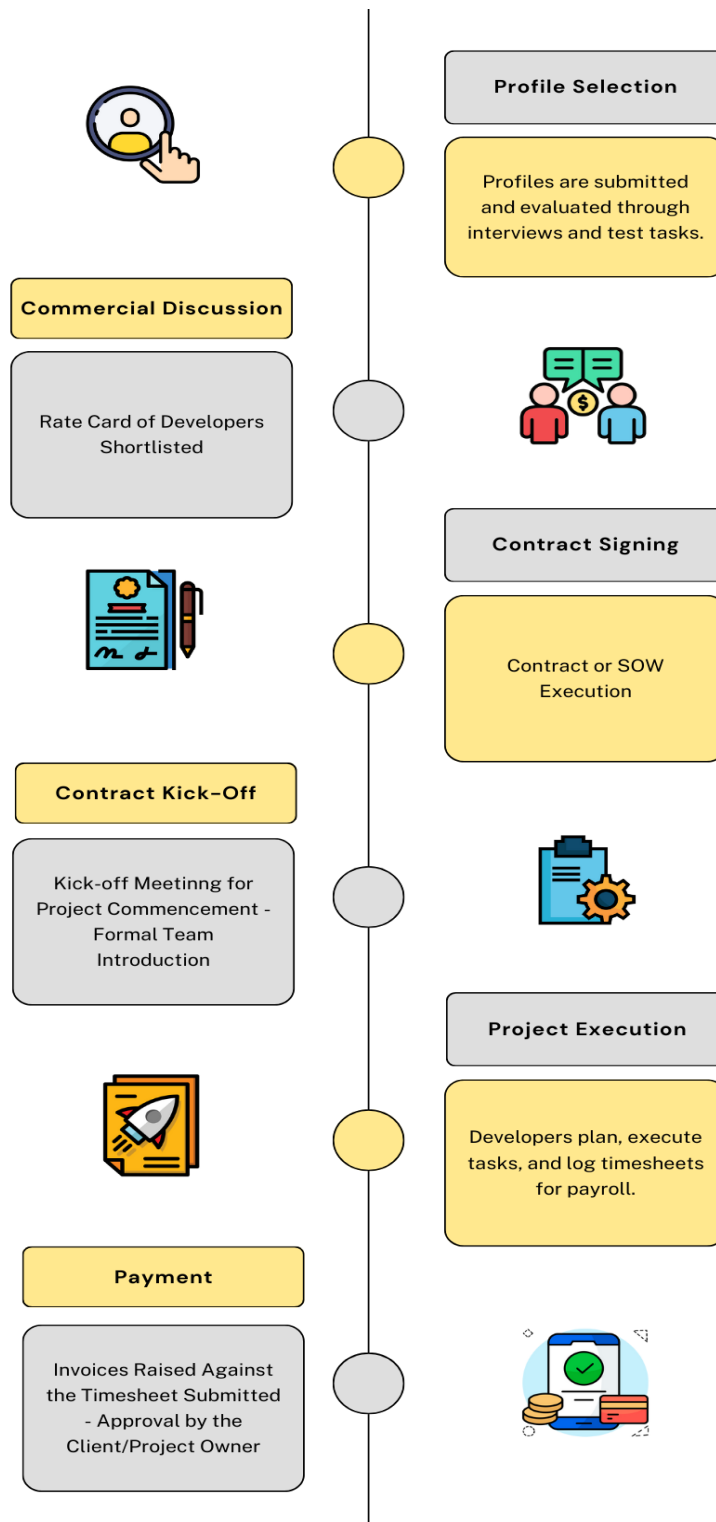 Profile Selection
Profiles are submitted
and evaluated through
interviews and test tasks.
Commercial Discussion
Rate Card of Developers
Shortlisted
$
Contract Signing
Contract or SOW
Execution
Contract Kick-Off
Kick-off Meetinng for
Project Commencement -
Formal Team
Introduction
Project Execution
Developers plan, execute
tasks, and log timesheets
for payroll.
Payment
Invoices Raised Against
the Timesheet Submitted
- Approval by the
Client/Project Owner